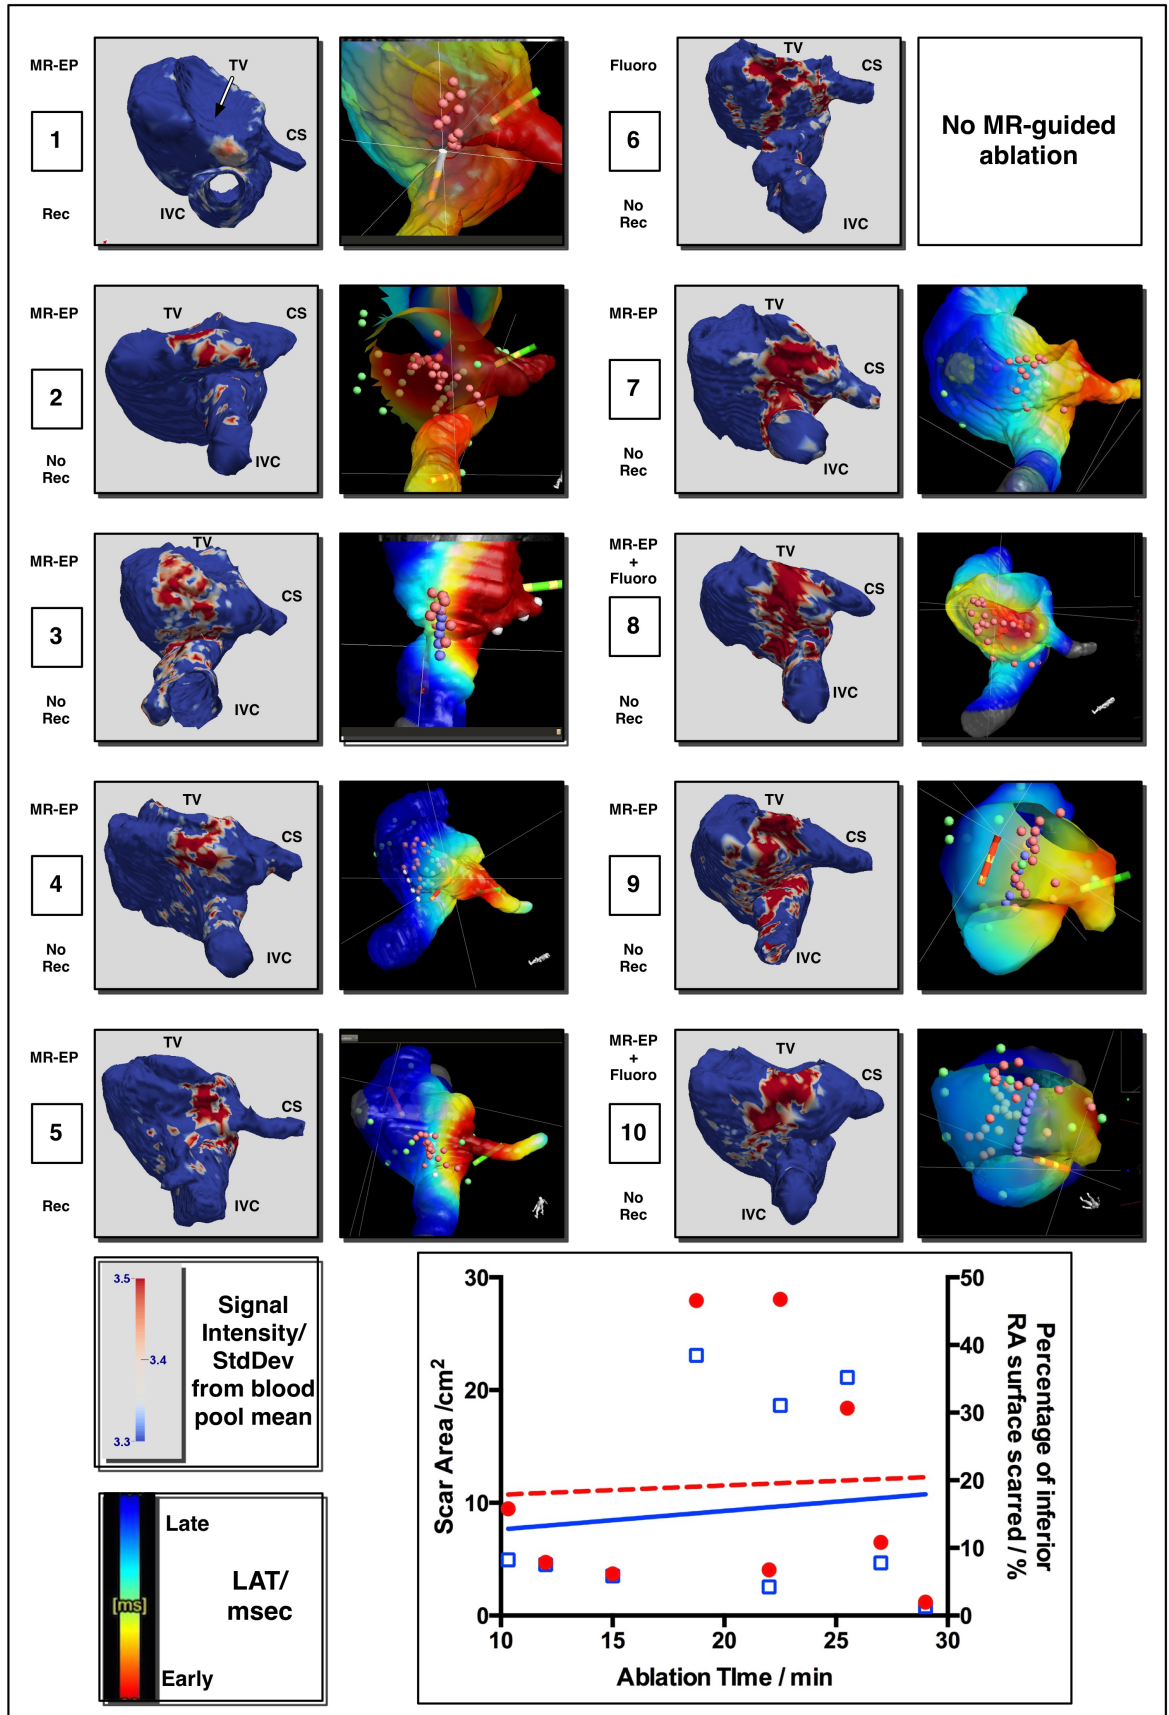 MR-EP
1
Rec
TV
CS
IVC
Fluoro
6
No
Rec
TV
CS
IVC
No MR-guided
ablation
MR-EP
2
No
Rec
TV
CS
IVC
MR-EP
7
No
Rec
TV
CS
IVC
MR-EP
3
No
Rec
TV
CS
IVC
MR-EP
+
Fluoro
8
No
Rec
TV
CS
IVC
MR-EP
4
No
Rec
TV
CS
IVC
MR-EP
9
No
Rec
TV
CS
IVC
MR-EP
5
Rec
TV
CS
IVC
MR-EP
+
Fluoro
10
No
Rec
TV
CS
IVC
3.5
3.4
3.3
Signal
Intensity/
StdDev
from blood
pool mean
Late
[ms]
Early
LAT/
msec
Scar Area /cm²
30
20
10
0
10
15
20
25
30
Ablation TIme / min
50
40
30
20
10
0
Percentage of inferior
RA surface scarred / %